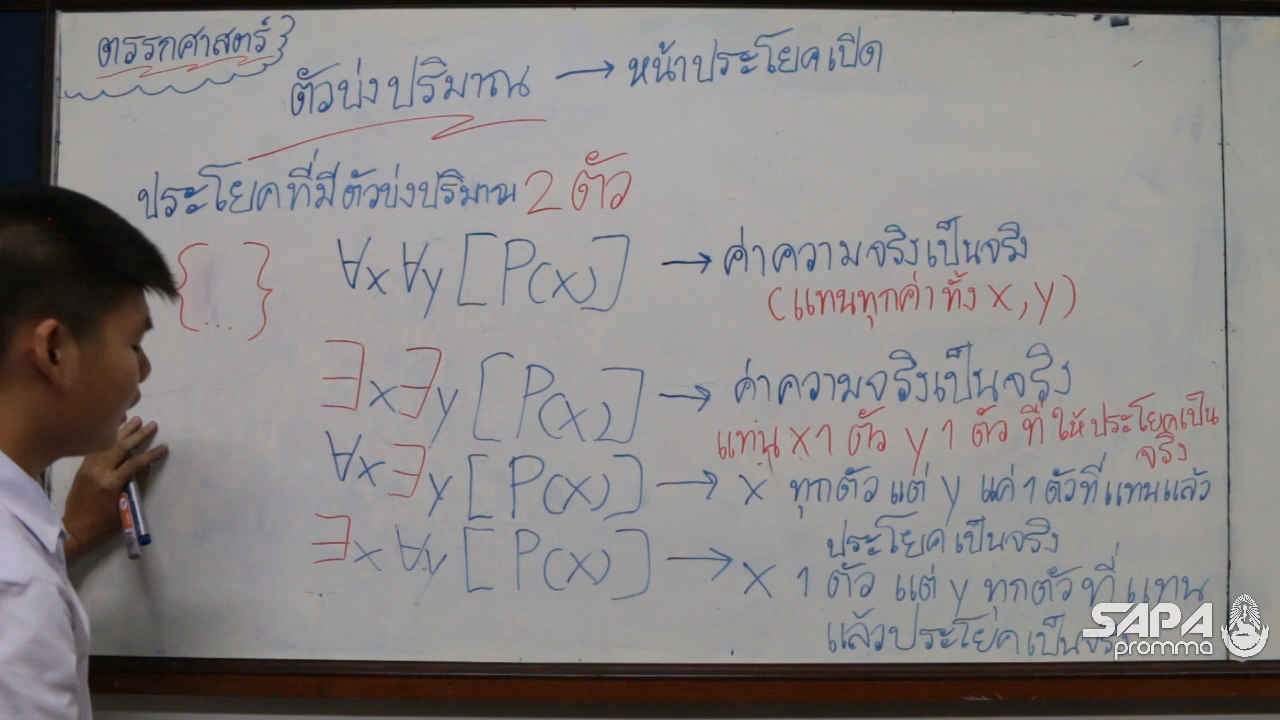 ตรรกศาสตร์
ตัวบ่งปริมาณ → หน้าประโยคเปิด
ประโยคที่มีตัวบ่งปริมาณ 2 ตัว
{...} ∀x∀y [P(x)] → ค่าความจริงเป็นจริง
(แทนทุกค่าทั้ง x,y)
∃x∃y [P(x)] → ค่าความจริงเป็นจริง
แทน x 1 ตัว y 1 ตัว ที่ให้ประโยคเป็น
จริง
∀x∃y [P(x)] → x ทุกตัว แต่ y แค่ 1 ตัวที่แทนแล้ว
ประโยคเป็นจริง
∃x∀y [P(x)] → x 1 ตัว แต่ y ทุกตัวที่แทน
แล้วประโยคเป็นจริง
SAPA
promma